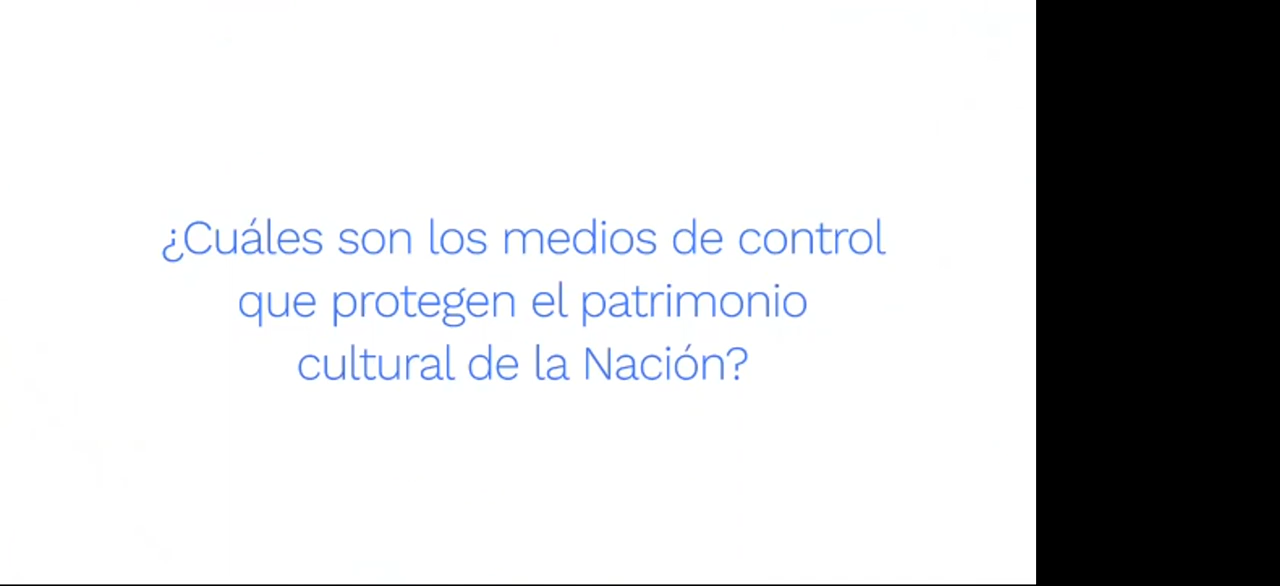 ¿Cuáles son los medios de control
que protegen el patrimonio
cultural de la Nación?